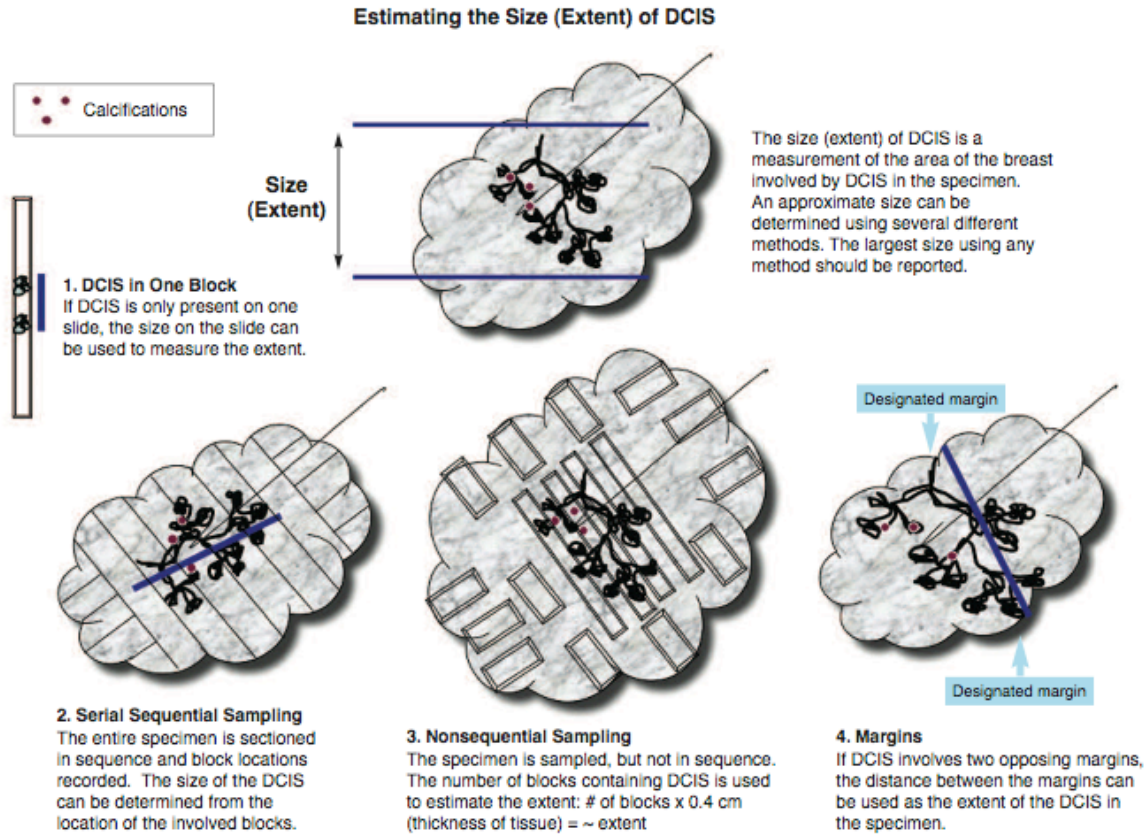 Estimating the Size (Extent) of DCIS
Calcifications
Size
(Extent)
The size (extent) of DCIS is a
measurement of the area of the breast
involved by DCIS in the specimen.
An approximate size can be
determined using several different
methods. The largest size using any
method should be reported.
1. DCIS in One Block
If DCIS is only present on one
slide, the size on the slide can
be used to measure the extent.
Designated margin
Designated margin
2. Serial Sequential Sampling
The entire specimen is sectioned
in sequence and block locations
recorded. The size of the DCIS
can be determined from the
location of the involved blocks.
3. Nonsequential Sampling
The specimen is sampled, but not in sequence.
The number of blocks containing DCIS is used
to estimate the extent: # of blocks x 0.4 cm
(thickness of tissue) = ~ extent
4. Margins
If DCIS involves two opposing margins,
the distance between the margins can
be used as the extent of the DCIS in
the specimen.